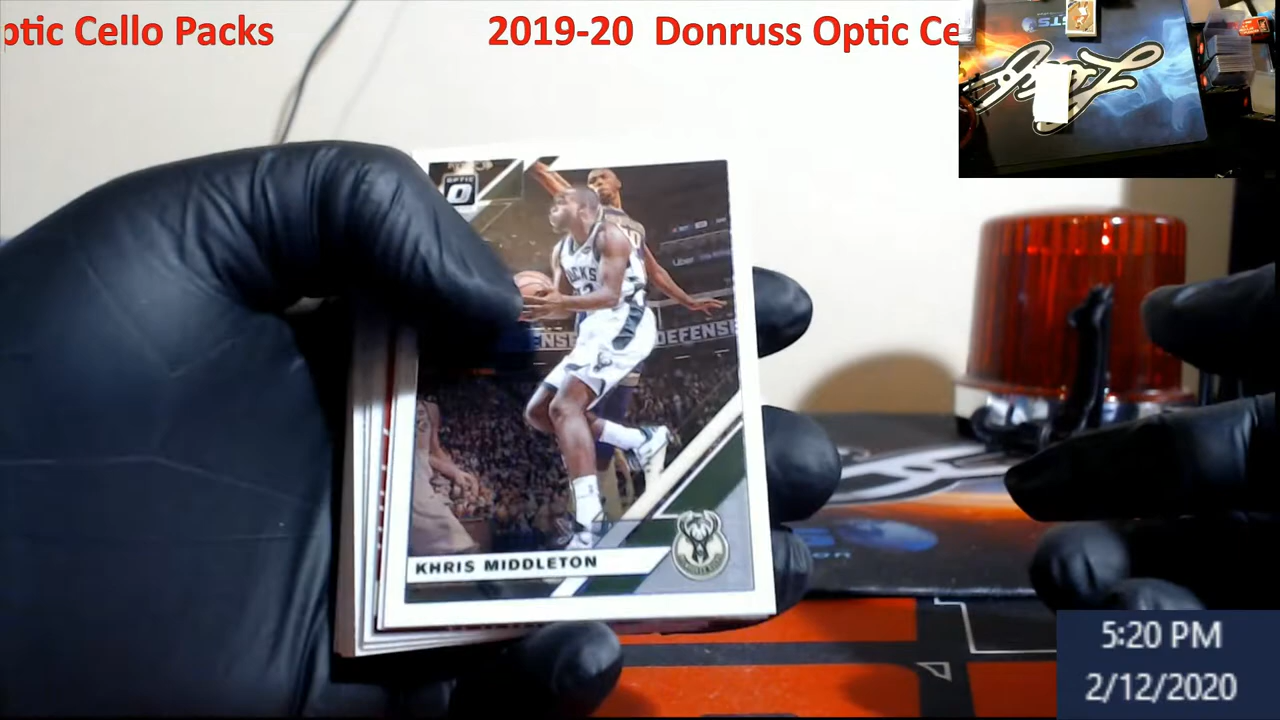 ptic Cello Packs
2019-20 Donruss Optic Ce
OPTIC
DEFENSE
KHRIS MIDDLETON
5:20 PM
2/12/2020